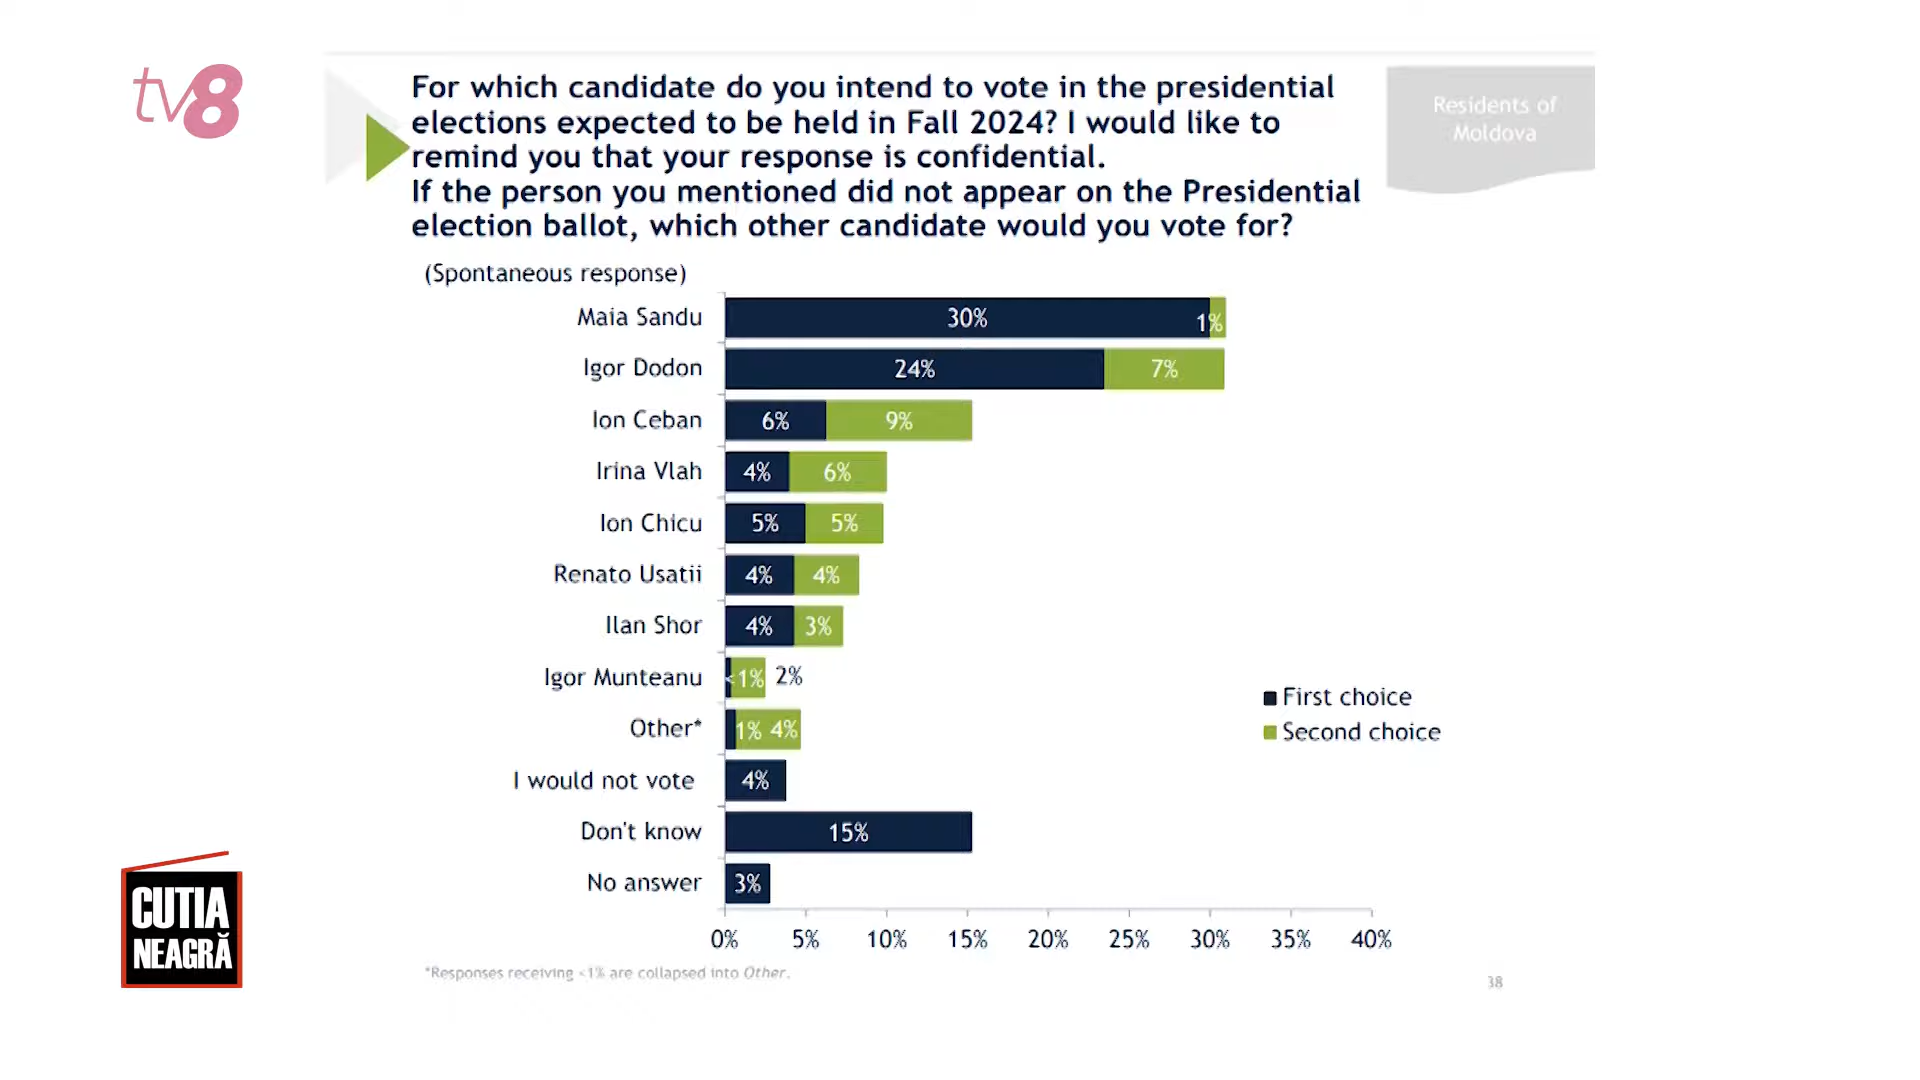 tv8
For which candidate do you intend to vote in the presidential
elections expected to be held in Fall 2024? I would like to
remind you that your response is confidential.
If the person you mentioned did not appear on the Presidential
election ballot, which other candidate would you vote for?
Residents of
Moldova
(Spontaneous response)
Maia Sandu 30% 1%
Igor Dodon 24% 7%
Ion Ceban 6% 9%
Irina Vlah 4% 6%
Ion Chicu 5% 5%
Renato Usatii 4% 4%
Ilan Shor 4% 3%
Igor Munteanu <1% 2%
Other* 1% 4%
I would not vote 4%
Don't know 15%
No answer 3%
First choice
Second choice
0% 5% 10% 15% 20% 25% 30% 35% 40%
*Responses receiving <1% are collapsed into Other.
38
CUTIA
NEAGRĂ